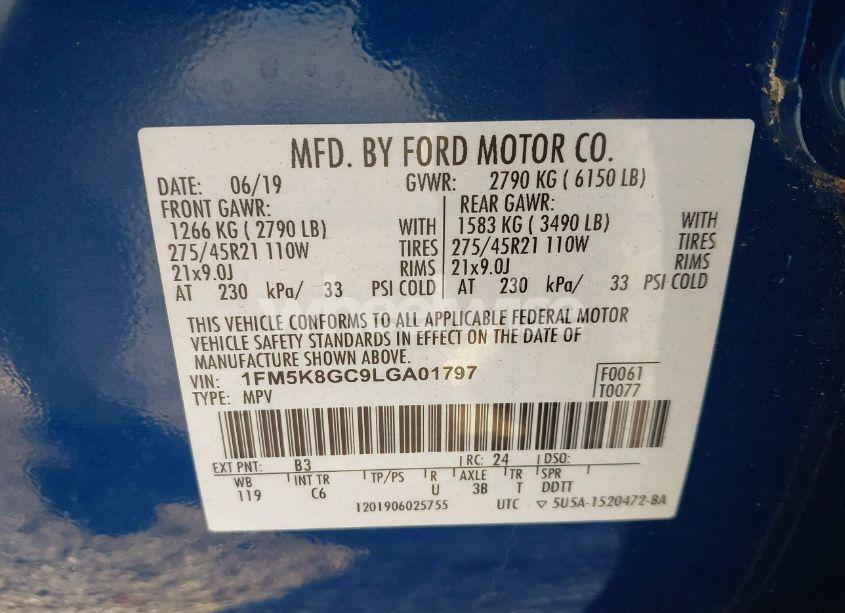 MFD. BY FORD MOTOR CO.
DATE: 06/19 GVWR: 2790 KG ( 6150 LB)
FRONT GAWR: REAR GAWR:
1266 KG ( 2790 LB) WITH 1583 KG ( 3490 LB) WITH
275/45R21 110W TIRES 275/45R21 110W TIRES
21x9.0J RIMS 21x9.0J RIMS
AT 230 kPa/ 33 PSI COLD AT 230 kPa/ 33 PSI COLD
THIS VEHICLE CONFORMS TO ALL APPLICABLE FEDERAL MOTOR
VEHICLE SAFETY STANDARDS IN EFFECT ON THE DATE OF
MANUFACTURE SHOWN ABOVE.
VIN: 1FM5K8GC9LGA01797 F0061
TYPE: MPV T0077
EXT PNT: B3 RC: 24 DSO:
WB INT TR TP/PS R AXLE TR SPR
119 C6 U 3B T DDTT
1201906025755 UTC ▽ 5U5A-1520472-BA